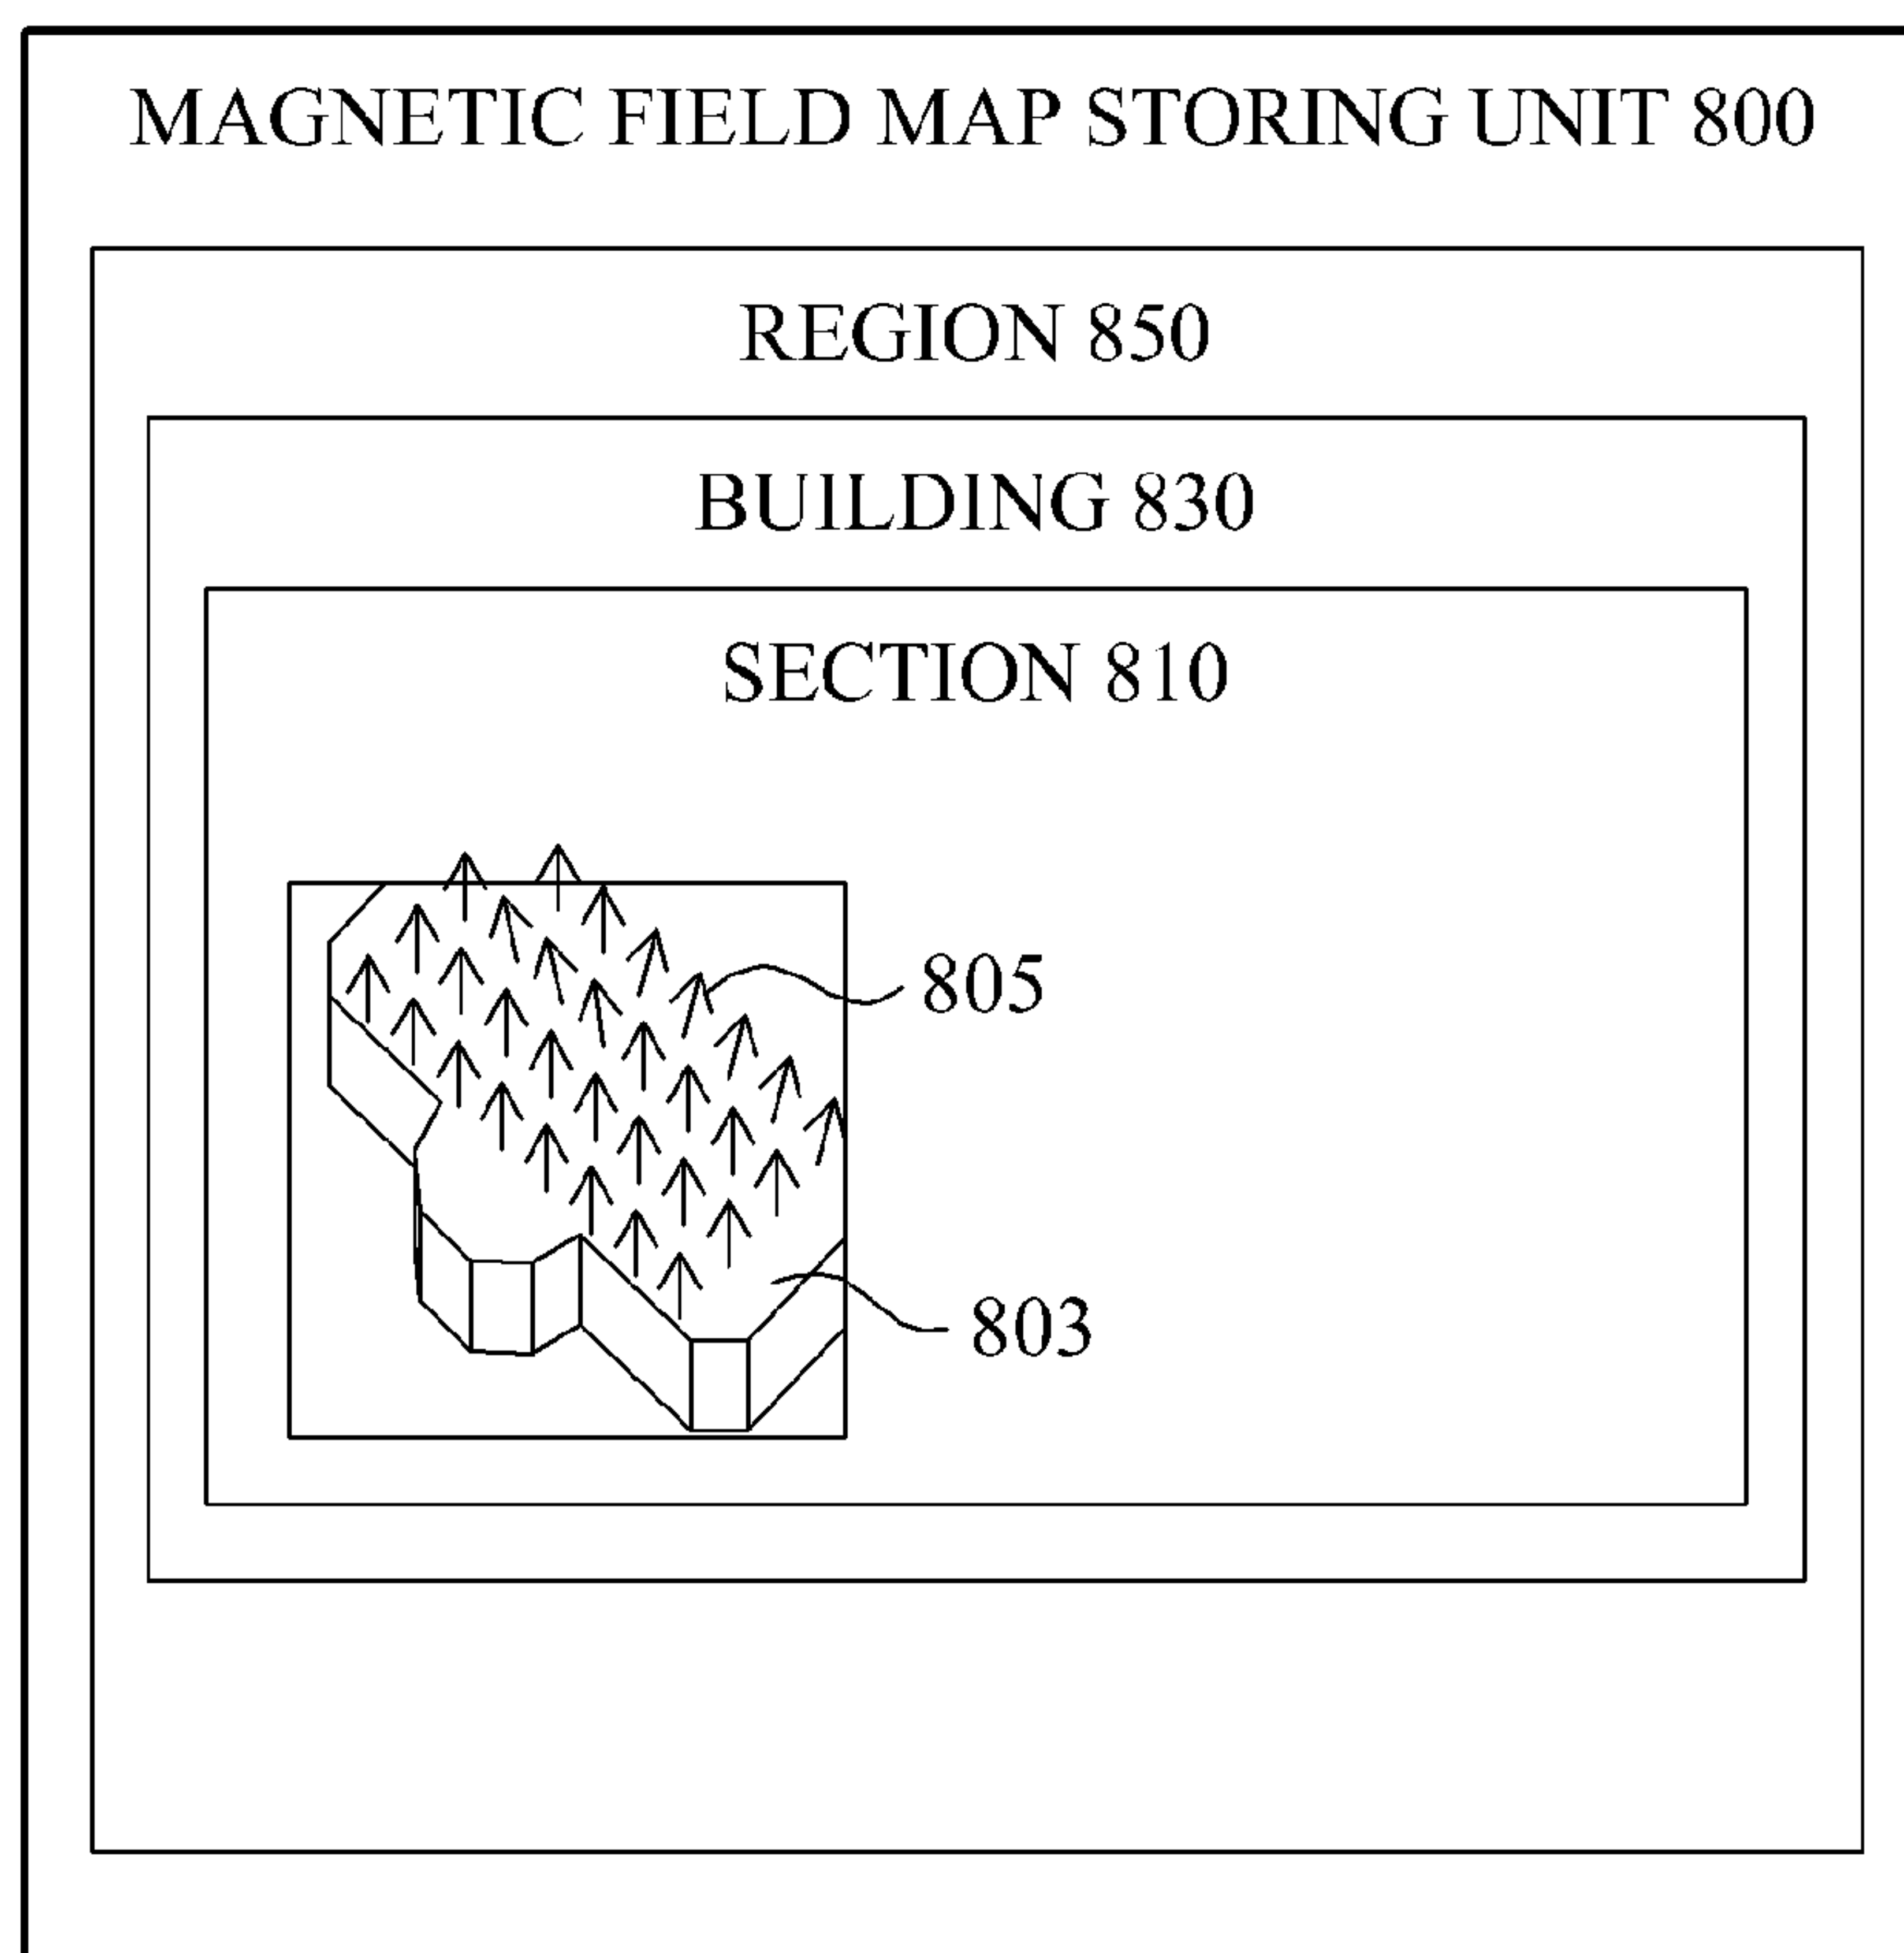 MAGNETIC FIELD MAP STORING UNIT 800
REGION 850
BUILDING 830
SECTION 810
805
803